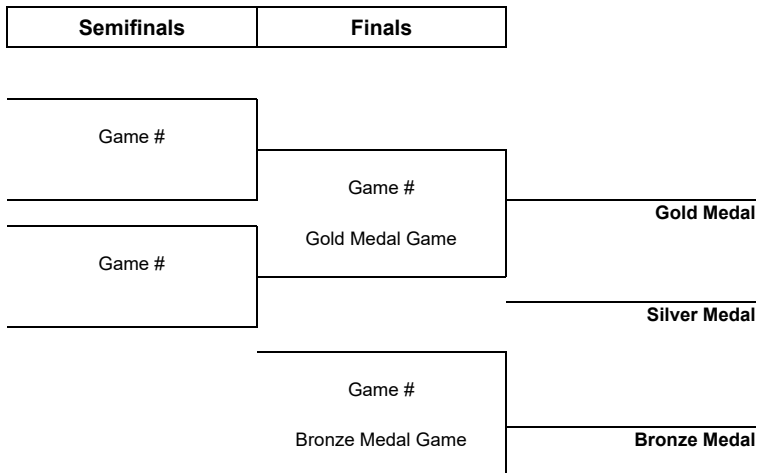 Semifinals Finals
Game #
Game #
Gold Medal
Gold Medal Game
Game #
Silver Medal
Game #
Bronze Medal Game Bronze Medal